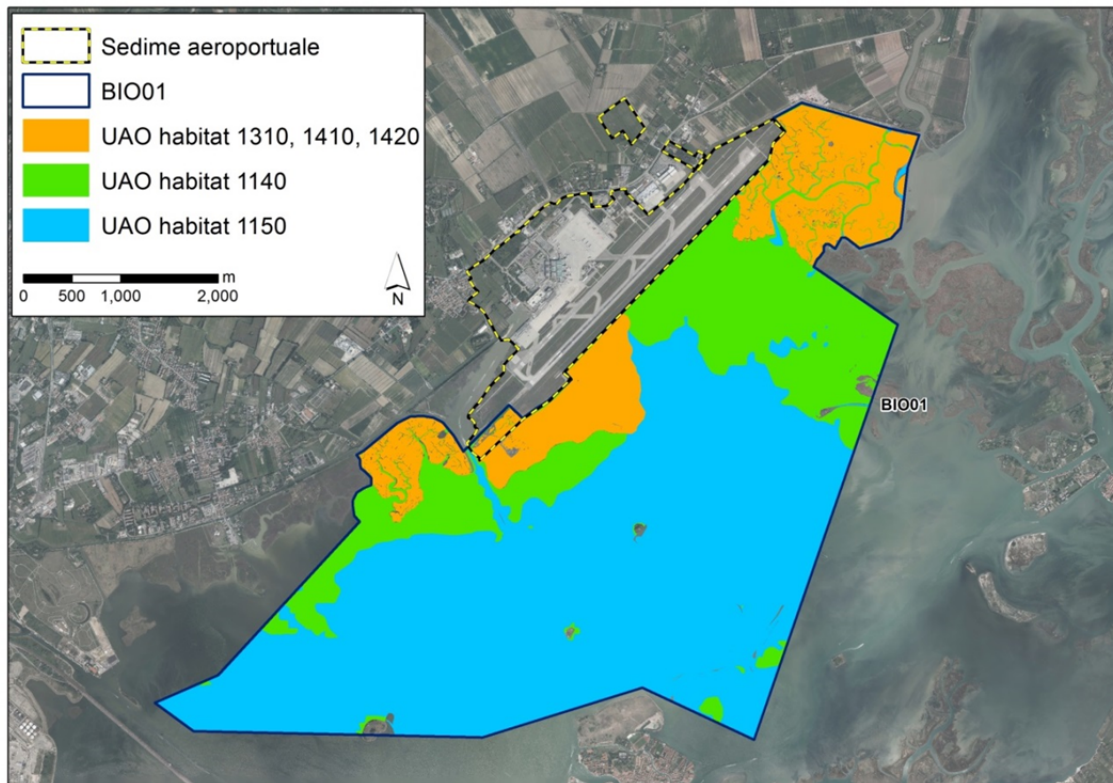 Sedime aeroportuale
BIO01
UAO habitat 1310, 1410, 1420
UAO habitat 1140
UAO habitat 1150
m
0 500 1,000 2,000
N
BIO01